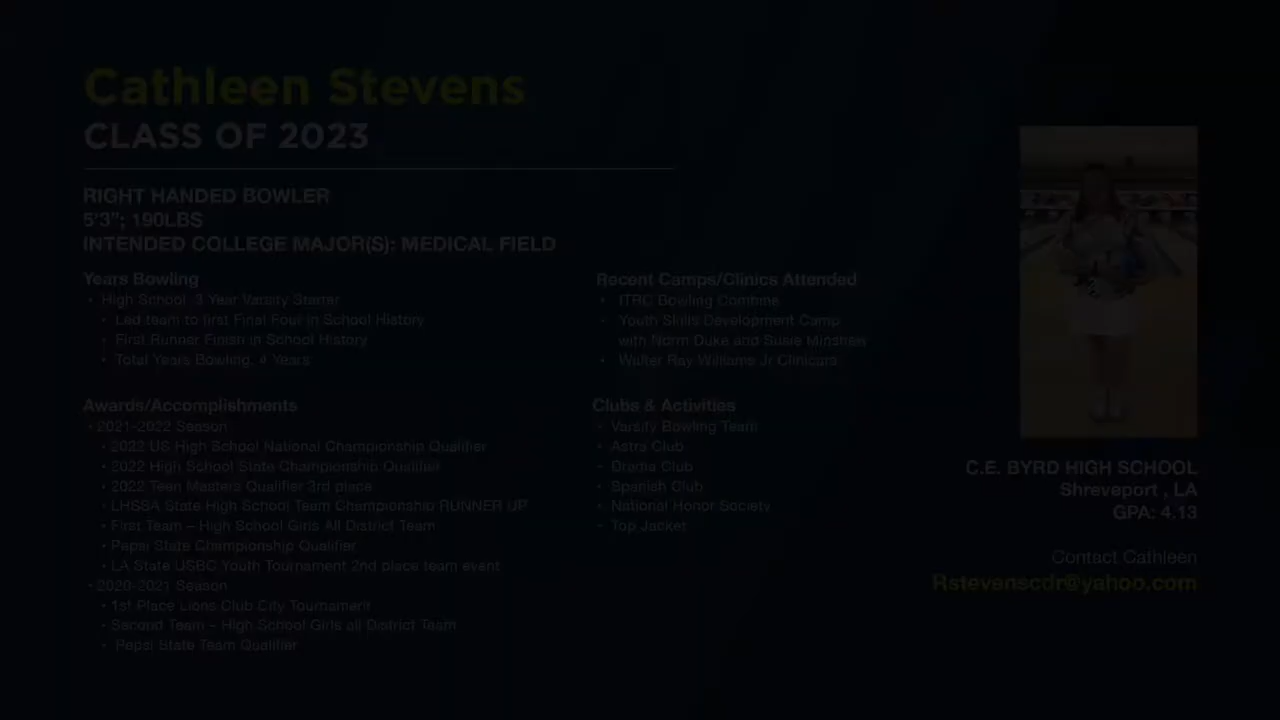 Cathleen Stevens
CLASS OF 2023
RIGHT HANDED BOWLER
5'3"; 190LBS
INTENDED COLLEGE MAJOR(S): MEDICAL FIELD
Years Bowling
• High School, 3 Year Varsity Starter
• Led team to first Final Four in School History
• First Runner Finish in School History
• Total Years Bowling, 4 Years
Recent Camps/Clinics Attended
• ITRC Bowling Combine
• Youth Skills Development Camp
with Norm Duke and Susie Minshew
• Walter Ray Williams Jr Clinicara
Awards/Accomplishments
• 2021-2022 Season
• 2022 US High School National Championship Qualifier
• 2022 High School State Championship Qualifier
• 2022 Teen Masters Qualifier 3rd place
• LHSSA State High School Team Championship RUNNER UP
• First Team – High School Girls All District Team
• Pepsi State Championship Qualifier
• LA State USBC Youth Tournament 2nd place team event
• 2020-2021 Season
• 1st Place Lions Club City Tournament
• Second Team – High School Girls all District Team
• Pepsi State Team Qualifier
Clubs & Activities
• Varsity Bowling Team
• Astra Club
• Drama Club
• Spanish Club
• National Honor Society
• Top Jacket
C.E. BYRD HIGH SCHOOL
Shreveport , LA
GPA: 4.13
Contact Cathleen
Rstevenscdr@yahoo.com